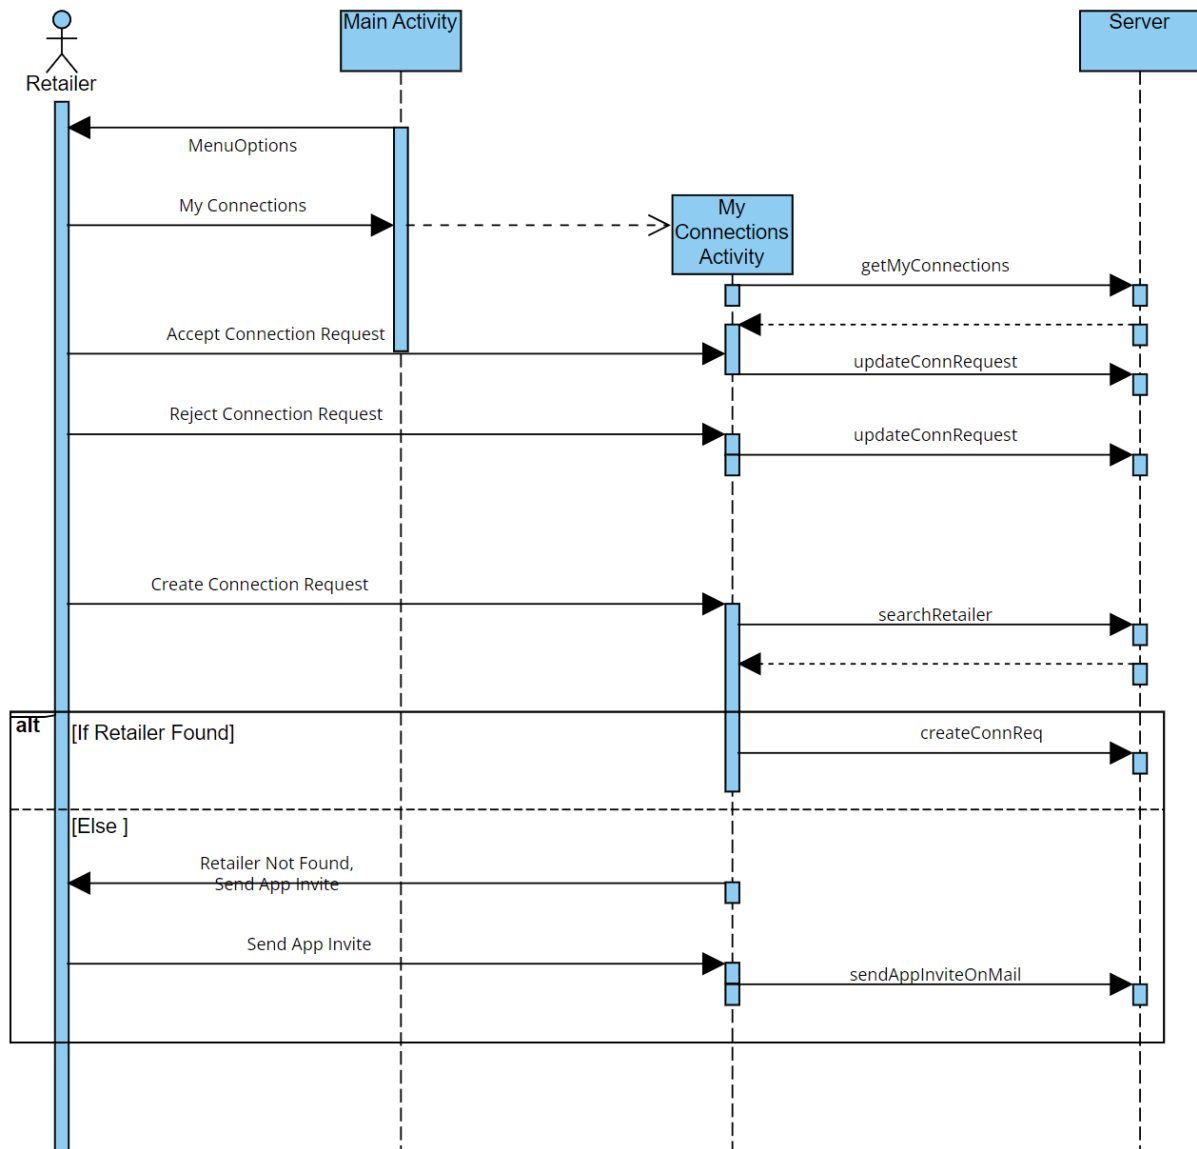 Main Activity
Server
Retailer
MenuOptions
My Connections
My
Connections
Activity
getMyConnections
Accept Connection Request
updateConnRequest
Reject Connection Request
updateConnRequest
Create Connection Request
searchRetailer
alt
[If Retailer Found]
createConnReq
[Else ]
Retailer Not Found,
Send App Invite
Send App Invite
sendAppInviteOnMail